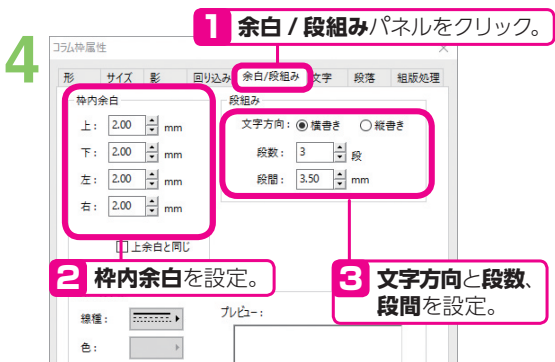 4
1 余白 / 段組みパネルをクリック。
コラム枠属性
形 サイズ 影 回り込み 余白/段組み 文字 段落 組版処理
枠内余白
上： 2.00 mm
下： 2.00 mm
左： 2.00 mm
右： 2.00 mm
上余白と同じ
段組み
文字方向： 横書き 縦書き
段数： 3 段
段間： 3.50 mm
2 枠内余白を設定。
3 文字方向と段数、
段間を設定。
線種：
色：
プレビュー：